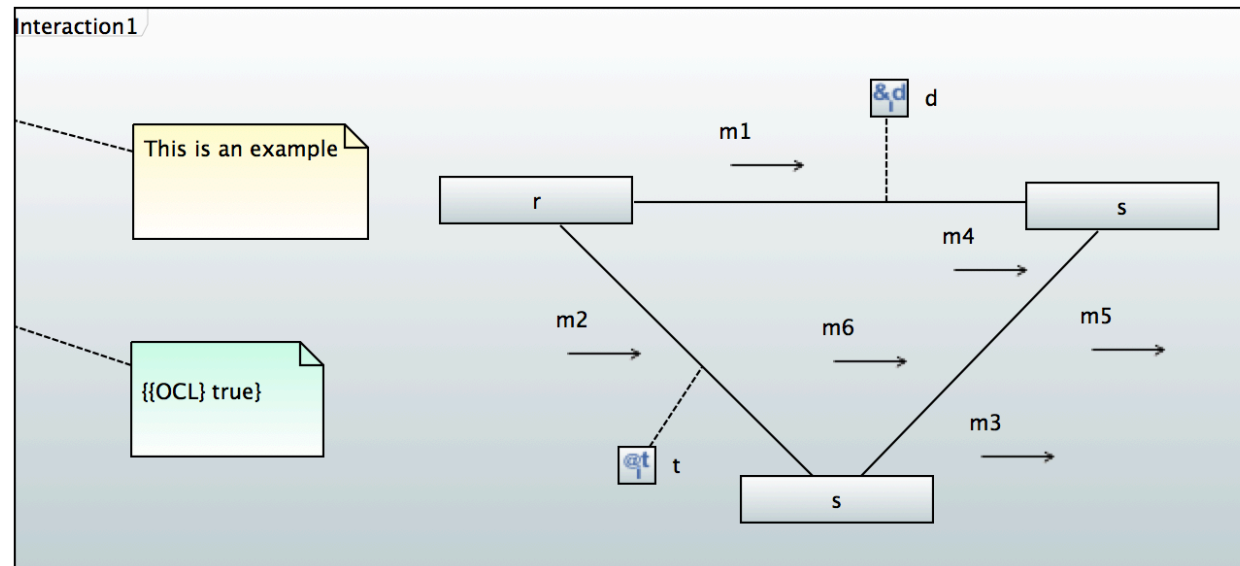 Interaction1
&d
d
m1
This is an example
r
s
m4
m2
m6
m5
{{OCL} true}
m3
@t
t
s